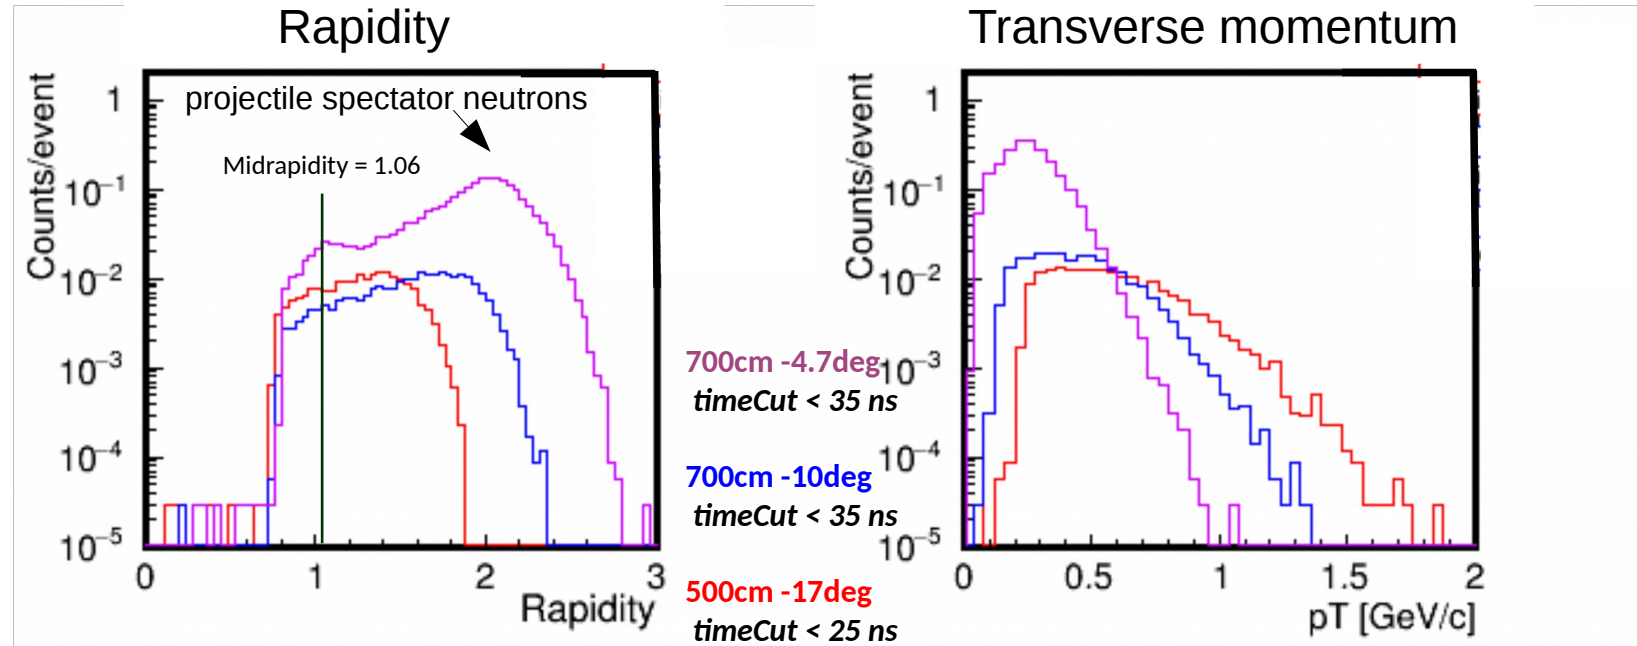 Rapidity
Counts/event
1
10⁻¹
10⁻²
10⁻³
10⁻⁴
10⁻⁵
projectile spectator neutrons
Midrapidity = 1.06
0 1 2 3
Rapidity
700cm -4.7deg
timeCut < 35 ns
700cm -10deg
timeCut < 35 ns
500cm -17deg
timeCut < 25 ns
Transverse momentum
Counts/event
1
10⁻¹
10⁻²
10⁻³
10⁻⁴
10⁻⁵
0 0.5 1 1.5 2
pT [GeV/c]